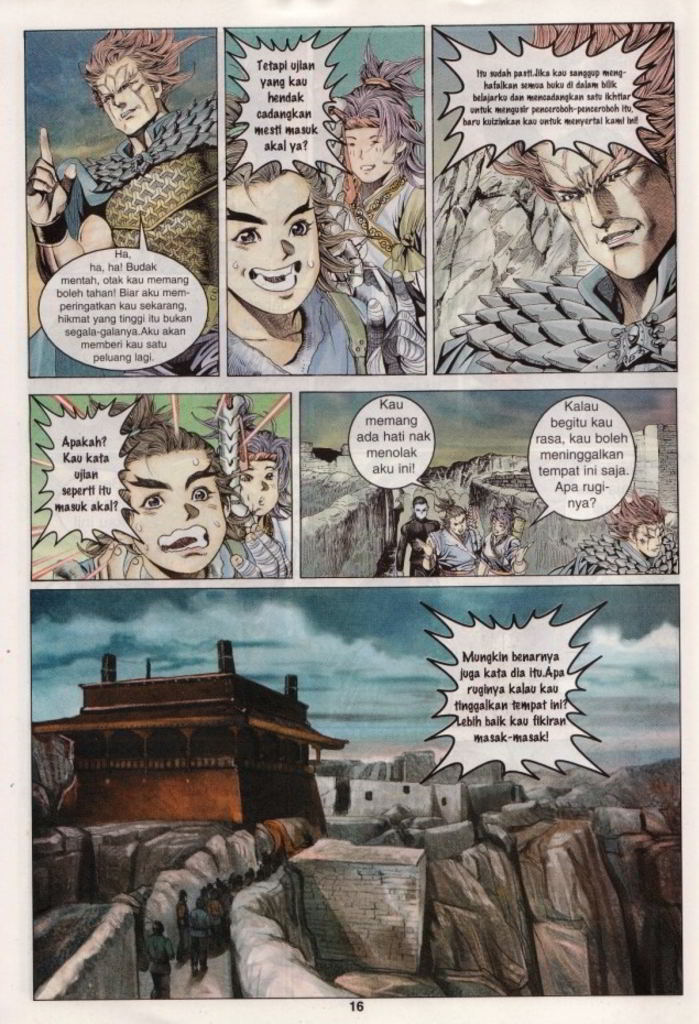 Ha,
ha, ha! Budak
mentah, otak kau memang
boleh tahan! Biar aku mem-
peringatkan kau sekarang,
hikmat yang tinggi itu bukan
segala-galanya.Aku akan
memberi kau satu
peluang lagi.
Tetapi ujian
yang kau
hendak
cadangkan
mesti masuk
akal ya?
Itu sudah pasti.Jika kau sanggup meng-
hafalkan semua buku di dalam bilik
belajarku dan mencadangkan satu ikhtiar
untuk mengusir penceroboh-penceroboh itu,
baru kuizinkan kau untuk menyertai kami ini!
Apakah?
Kau kata
ujian
seperti itu
masuk akal?
Kau
memang
ada hati nak
menolak
aku ini!
Kalau
begitu kau
rasa, kau boleh
meninggalkan
tempat ini saja.
Apa rugi-
nya?
Mungkin benarnya
juga kata dia itu.Apa
ruginya kalau kau
tinggalkan tempat ini?
Lebih baik kau fikiran
masak-masak!
16